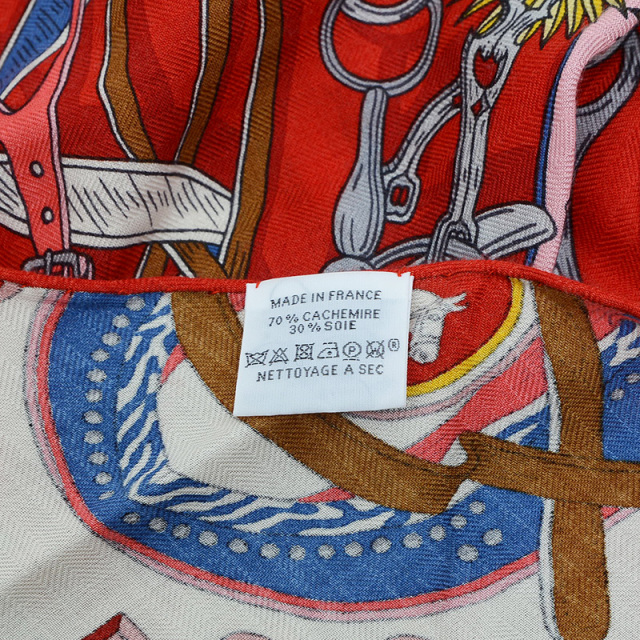 MADE IN FRANCE
70 % CACHEMIRE
30 % SOIE
®
NETTOYAGE A SEC